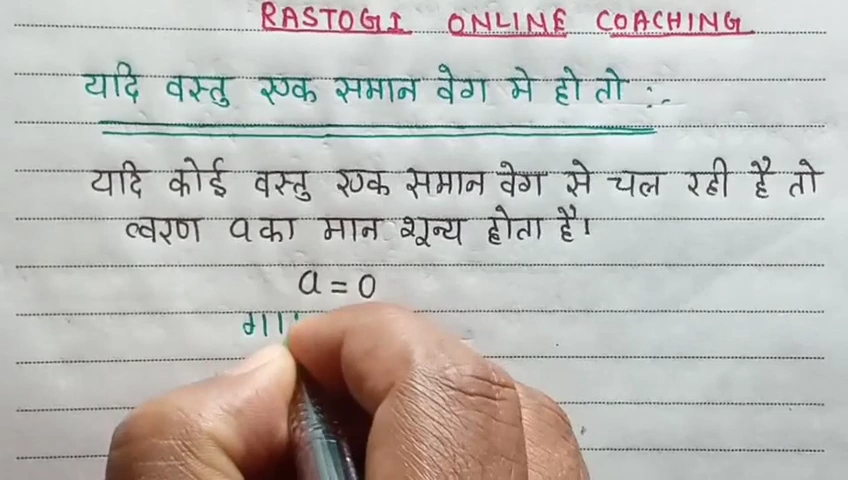 RASTOGI ONLINE COACHING
यदि वस्तु एक समान वेग मे हो तो :-
यदि कोई वस्तु एक समान वेग से चल रही है तो
त्वरण a का मान शून्य होता है।
a = 0